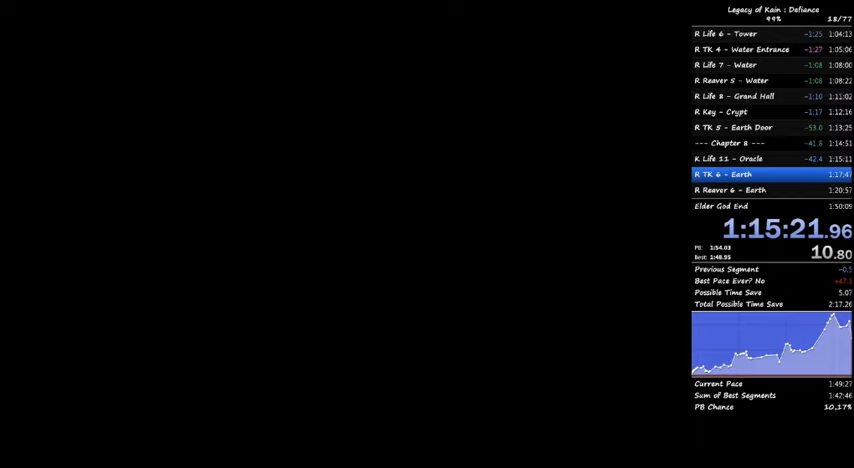 Legacy of Kain : Defiance
99% 18/77
R Life 6 - Tower -1:25 1:04:13
R TK 4 - Water Entrance -1:27 1:05:06
R Life 7 - Water -1:08 1:08:00
R Reaver 5 - Water -1:08 1:08:22
R Life 8 - Grand Hall -1:10 1:11:02
R Key - Crypt -1:17 1:12:16
R TK 5 - Earth Door -53.0 1:13:25
--- Chapter 8 --- -41.8 1:14:51
K Life 11 - Oracle -42.4 1:15:11
R TK 6 - Earth 1:17:47
R Reaver 6 - Earth 1:20:57
Elder God End 1:50:09
1:15:21.96
PB: 1:54.03
Best: 1:48.95
10.80
Previous Segment -0.5
Best Pace Ever? No +47.3
Possible Time Save 5.07
Total Possible Time Save 2:17.26
Current Pace 1:49:27
Sum of Best Segments 1:42:46
PB Chance 10.17%